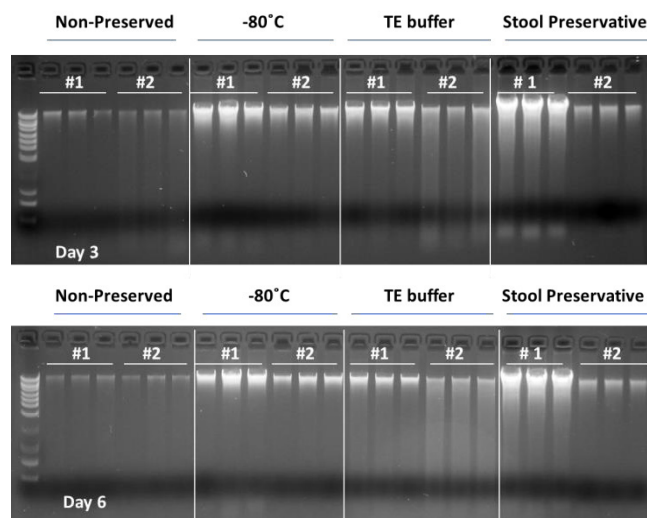 Non-Preserved -80˚C TE buffer Stool Preservative
#1 #2 #1 #2 #1 #2 # 1 #2
Day 3
Non-Preserved -80˚C TE buffer Stool Preservative
#1 #2 #1 #2 #1 #2 # 1 #2
Day 6